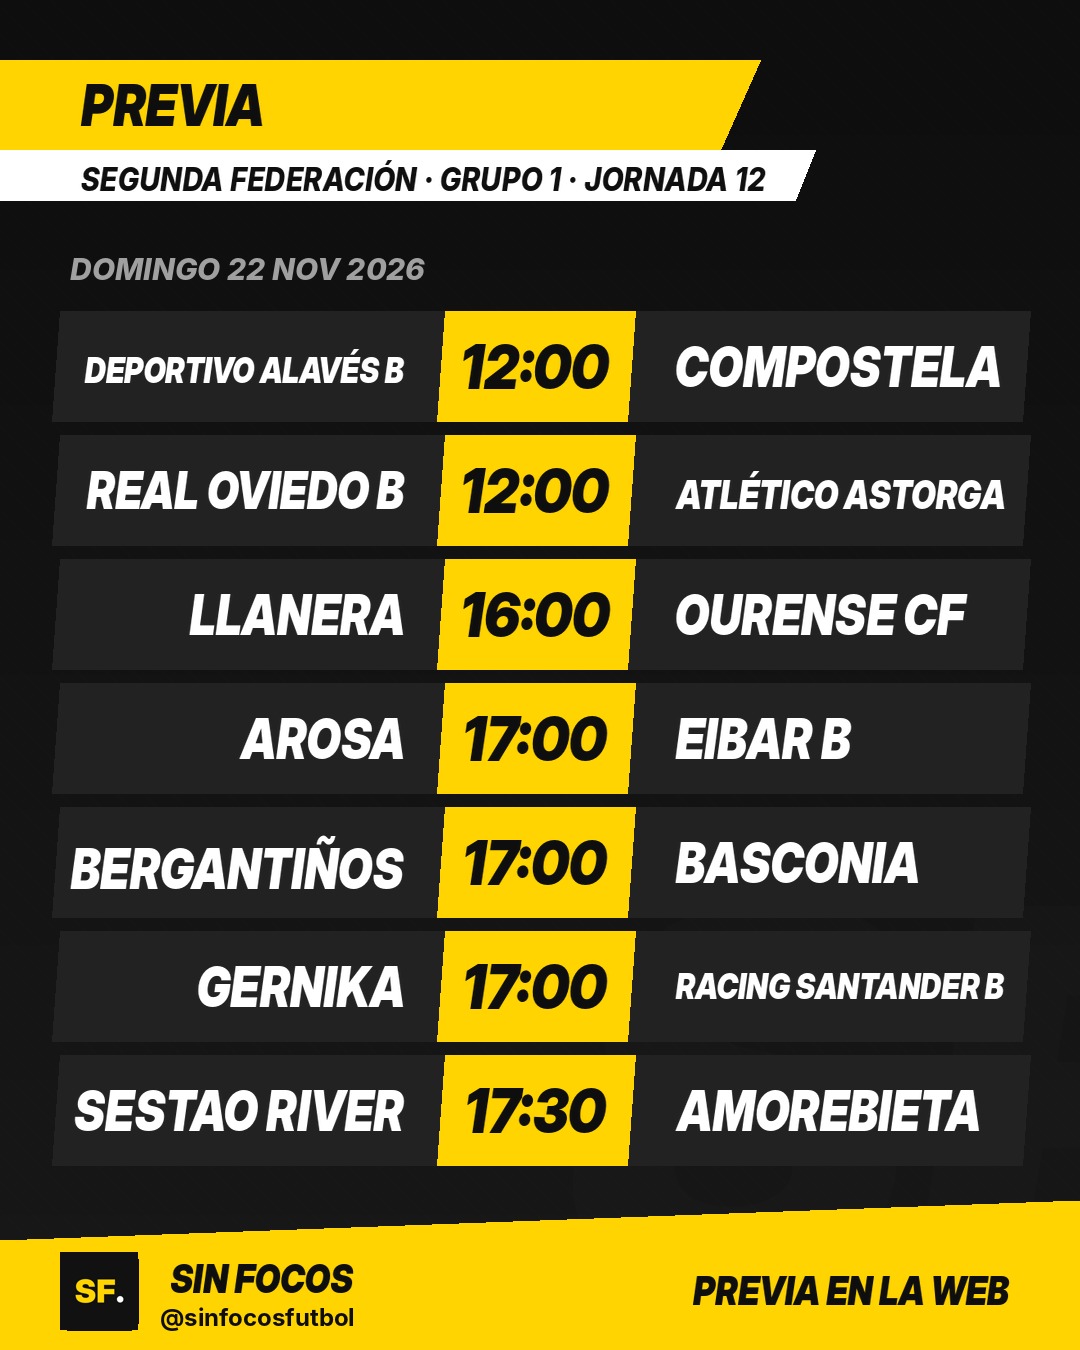 PREVIA
SEGUNDA FEDERACIÓN · GRUPO 1 · JORNADA 12
DOMINGO 22 NOV 2026
DEPORTIVO ALAVÉS B 12:00 COMPOSTELA
REAL OVIEDO B 12:00 ATLÉTICO ASTORGA
LLANERA 16:00 OURENSE CF
AROSA 17:00 EIBAR B
BERGANTIÑOS 17:00 BASCONIA
GERNIKA 17:00 RACING SANTANDER B
SESTAO RIVER 17:30 AMOREBIETA
SF.
SIN FOCOS
@sinfocosfutbol
PREVIA EN LA WEB